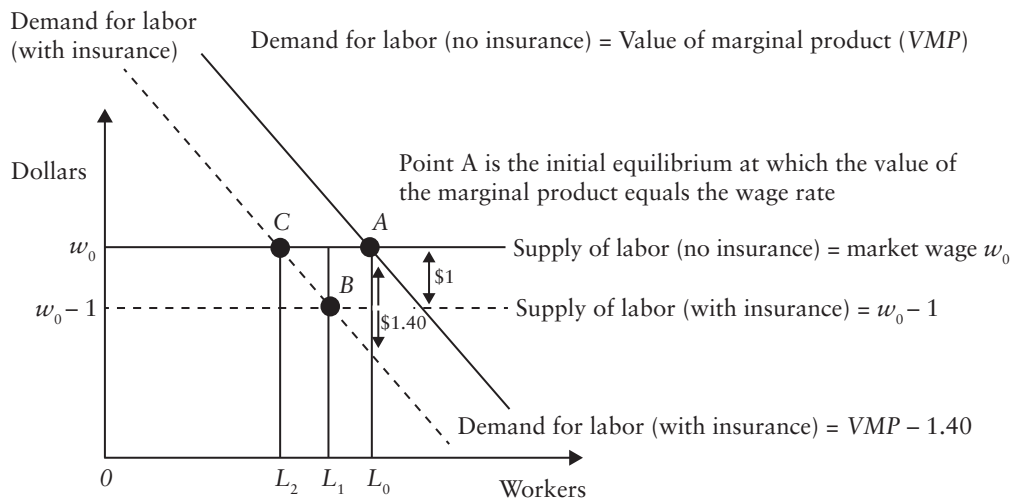 Demand for labor
(with insurance)
Demand for labor (no insurance) = Value of marginal product (VMP)
Dollars
Point A is the initial equilibrium at which the value of
the marginal product equals the wage rate
C
A
w₀
Supply of labor (no insurance) = market wage w₀
$1
B
w₀ – 1
$1.40
Supply of labor (with insurance) = w₀ – 1
Demand for labor (with insurance) = VMP – 1.40
0
L₂
L₁
L₀
Workers